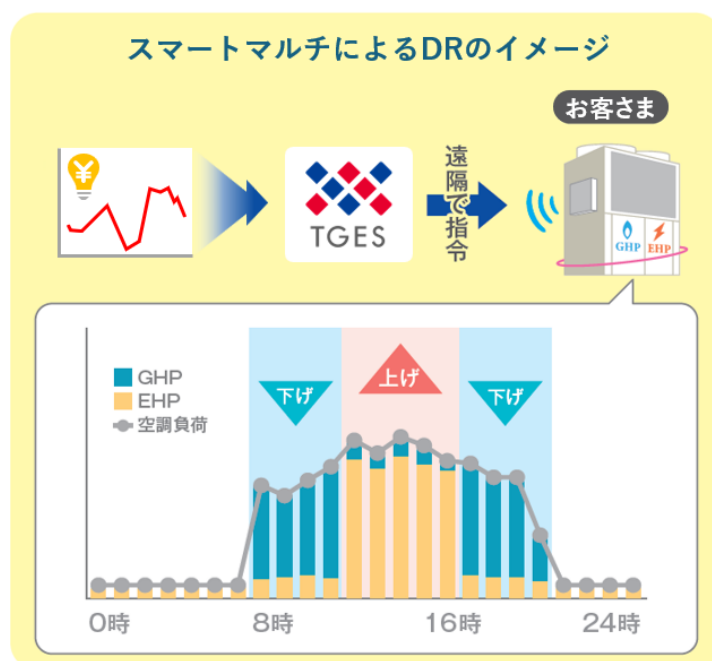 スマートマルチによるDRのイメージ
お客さま
¥
TGES
遠隔で指令
GHP EHP
GHP
EHP
空調負荷
下げ
上げ
下げ
0時 8時 16時 24時